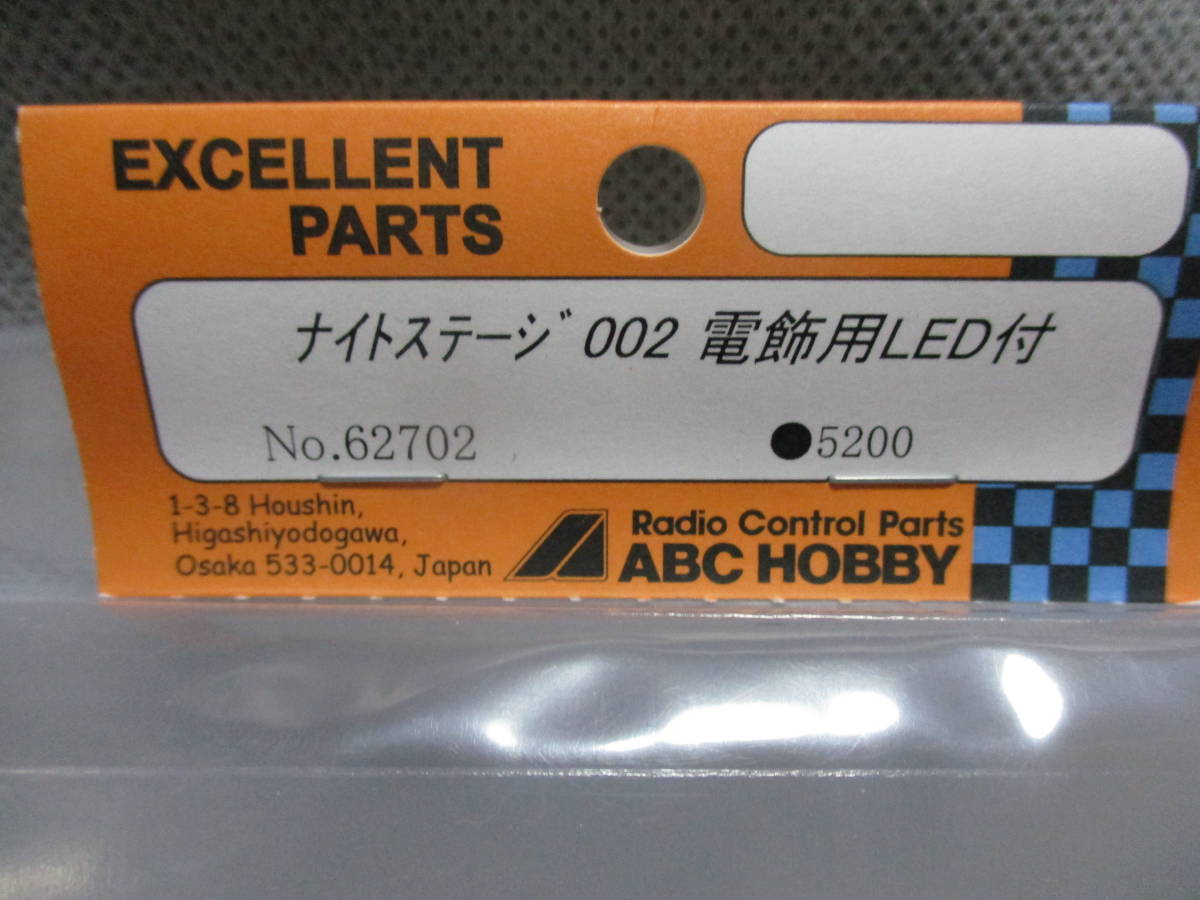 EXCELLENT
PARTS
ナイトステージ 002 電飾用LED付
No.62702 ●5200
1-3-8 Houshin,
Higashiyodogawa,
Osaka 533-0014, Japan
Radio Control Parts
ABC HOBBY